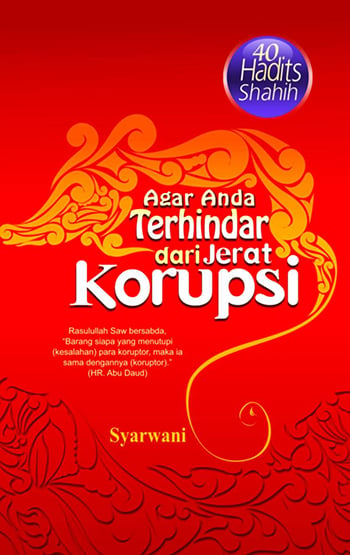 40
Hadits
Shahih
Agar Anda
Terhindar
dari Jerat
Korupsi
Rasulullah Saw bersabda,
"Barang siapa yang menutupi
(kesalahan) para koruptor, maka ia
sama dengannya (koruptor)."
(HR. Abu Daud)
Syarwani